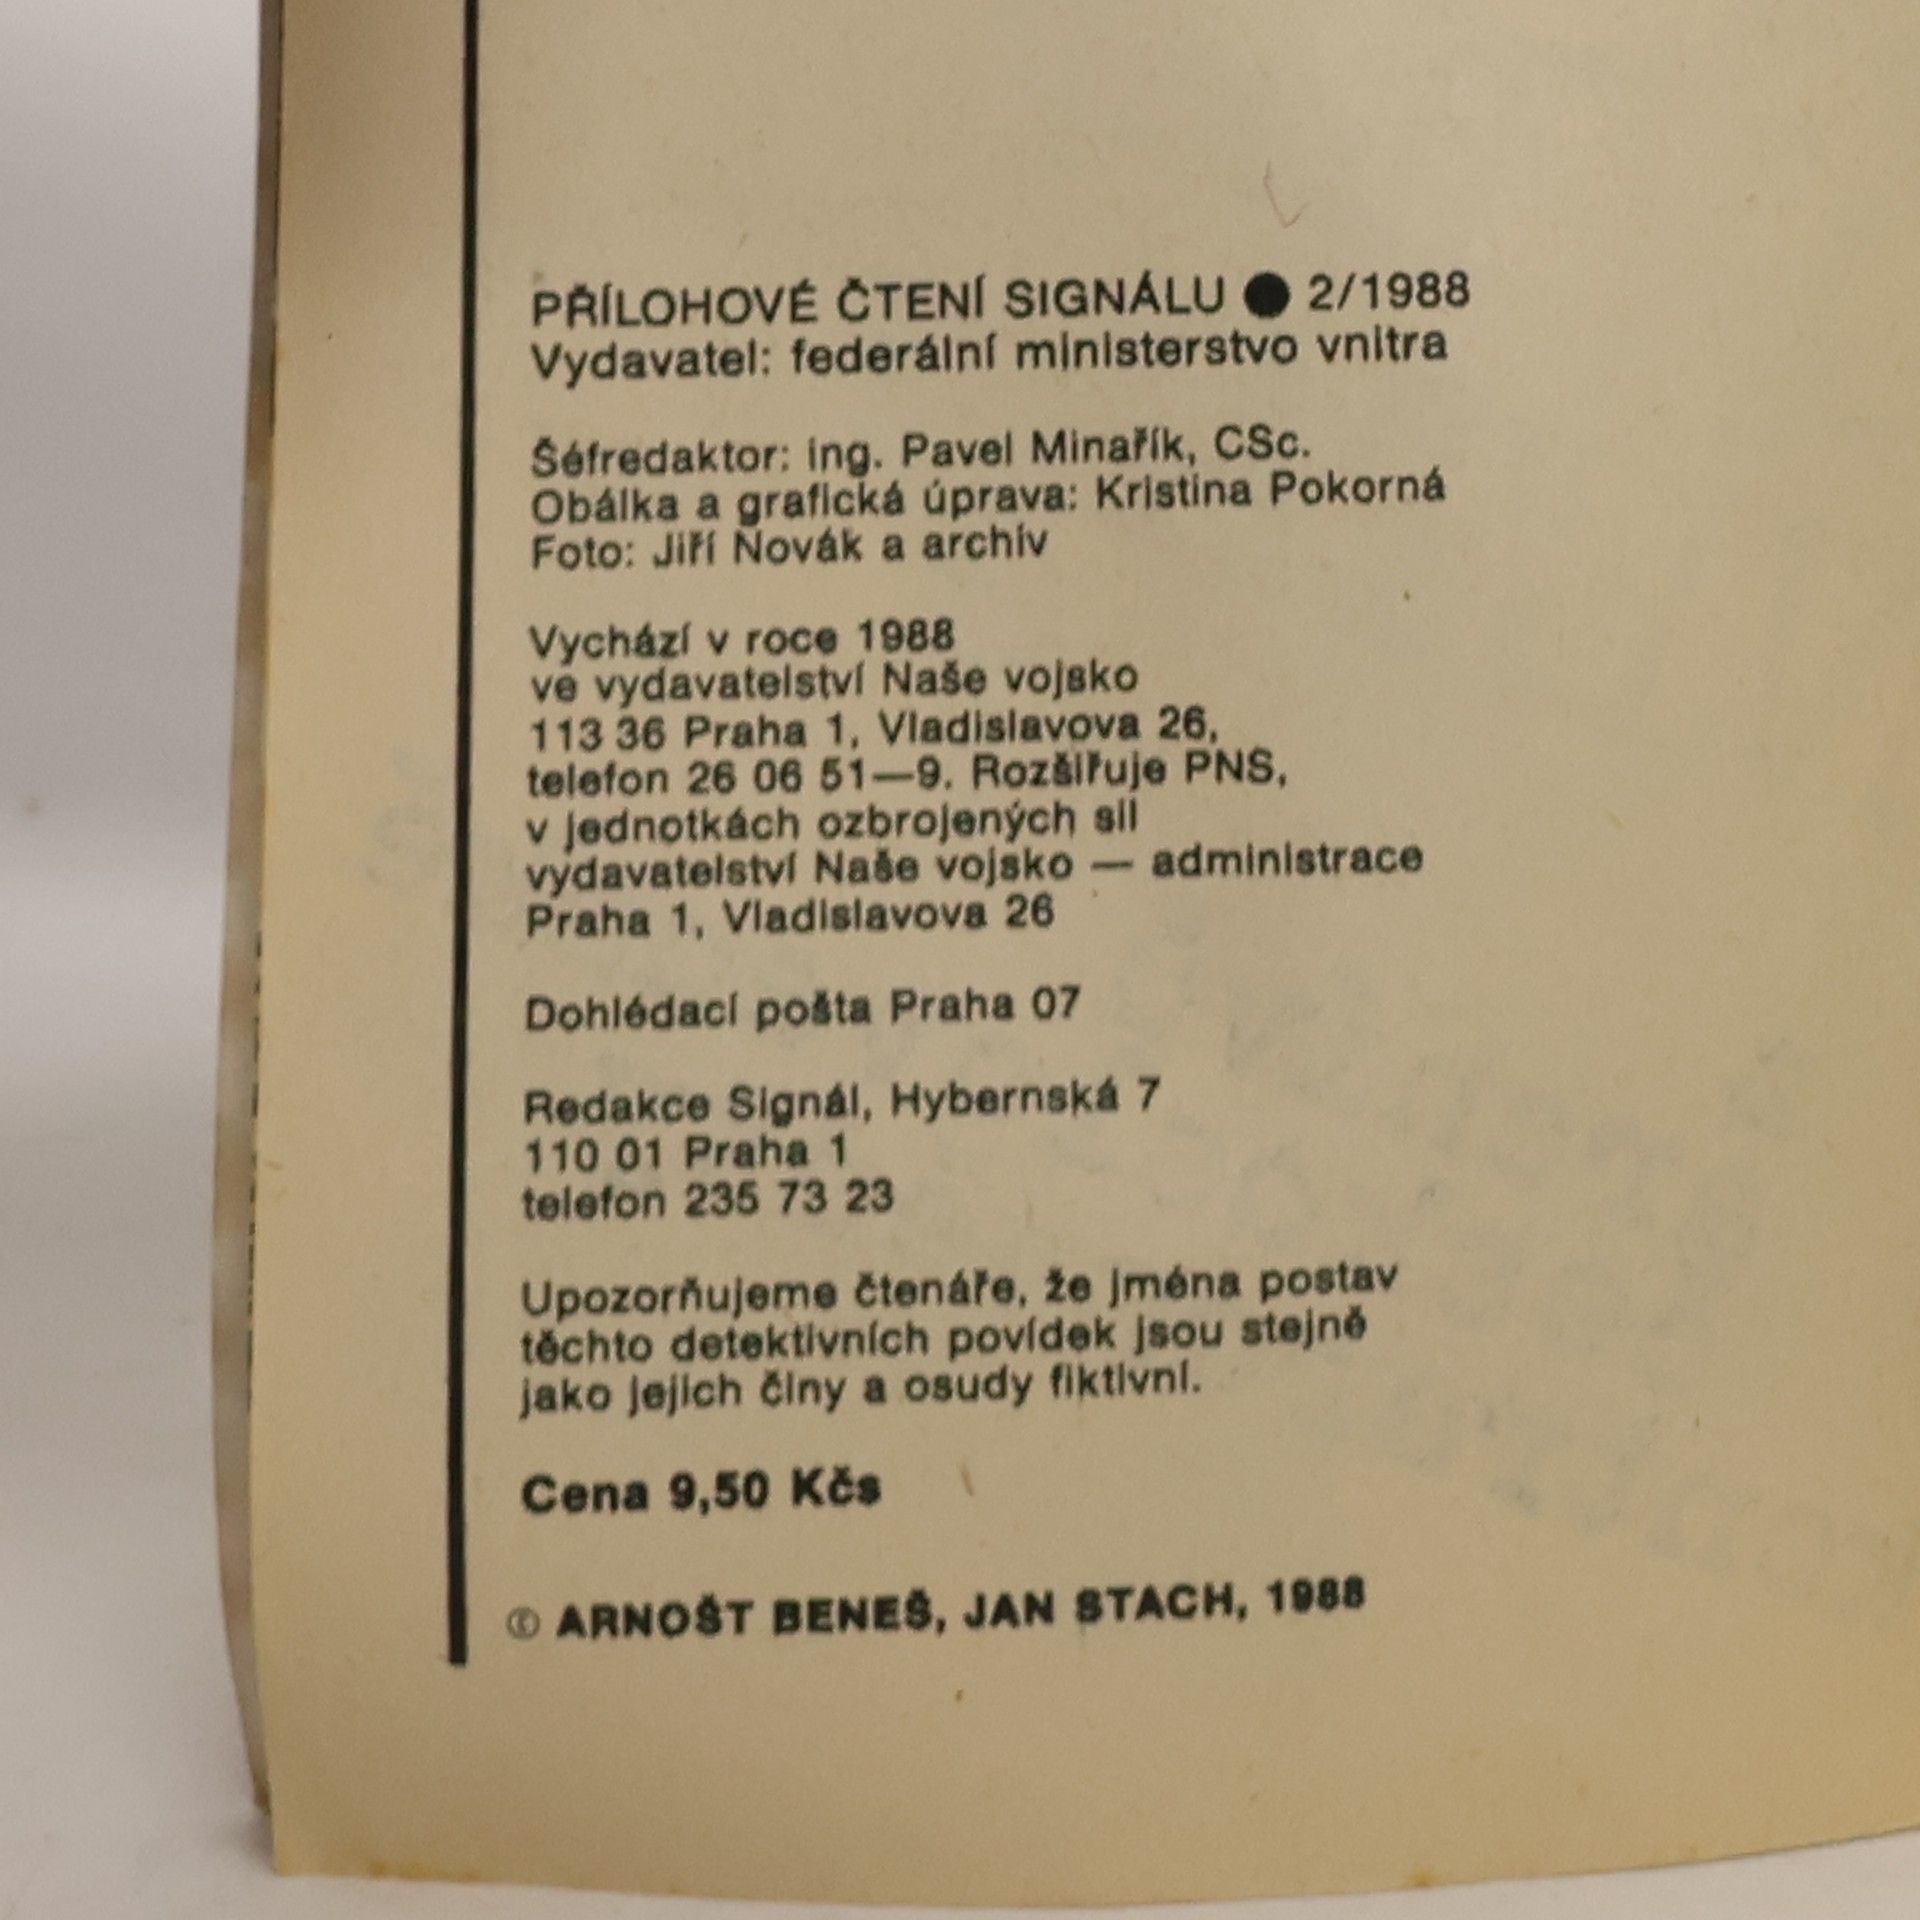 PŘÍLOHOVÉ ČTENÍ SIGNÁLU ● 2/1988
Vydavatel: federální ministerstvo vnitra
Šéfredaktor: ing. Pavel Minařík, CSc.
Obálka a grafická úprava: Kristina Pokorná
Foto: Jiří Novák a archív
Vychází v roce 1988
ve vydavatelství Naše vojsko
113 36 Praha 1, Vladislavova 26,
telefon 26 06 51—9. Rozšiřuje PNS,
v jednotkách ozbrojených sil
vydavatelství Naše vojsko — administrace
Praha 1, Vladislavova 26
Dohlédací pošta Praha 07
Redakce Signál, Hybernská 7
110 01 Praha 1
telefon 235 73 23
Upozorňujeme čtenáře, že jména postav
těchto detektivních povídek jsou stejně
jako jejich činy a osudy fiktivní.
Cena 9,50 Kčs
© ARNOŠT BENEŠ, JAN STACH, 1988